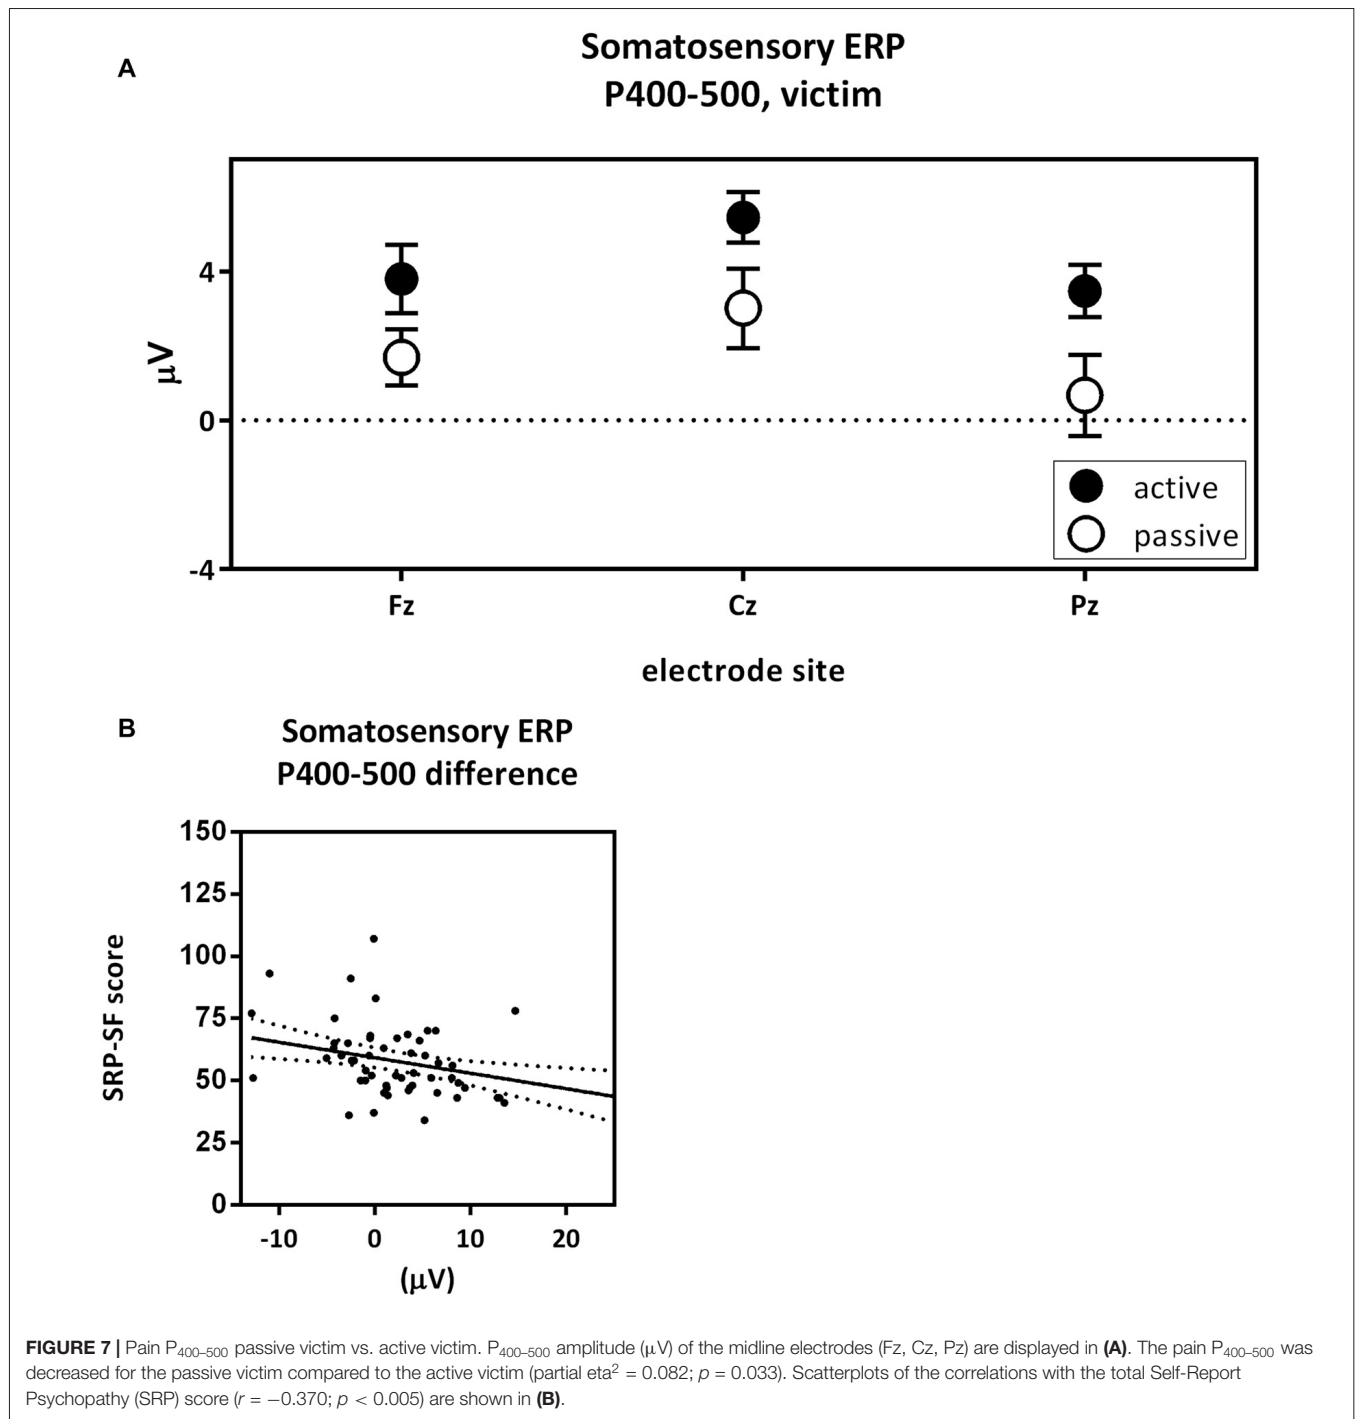 A
Somatosensory ERP
P400-500, victim
4
0
-4
μV
active
passive
Fz
Cz
Pz
electrode site
B
Somatosensory ERP
P400-500 difference
150
125
100
75
50
25
0
SRP-SF score
-10
0
10
20
(μV)
FIGURE 7 | Pain P400–500 passive victim vs. active victim. P400–500 amplitude (μV) of the midline electrodes (Fz, Cz, Pz) are displayed in (A). The pain P400–500 was
decreased for the passive victim compared to the active victim (partial eta² = 0.082; p = 0.033). Scatterplots of the correlations with the total Self-Report
Psychopathy (SRP) score (r = −0.370; p < 0.005) are shown in (B).